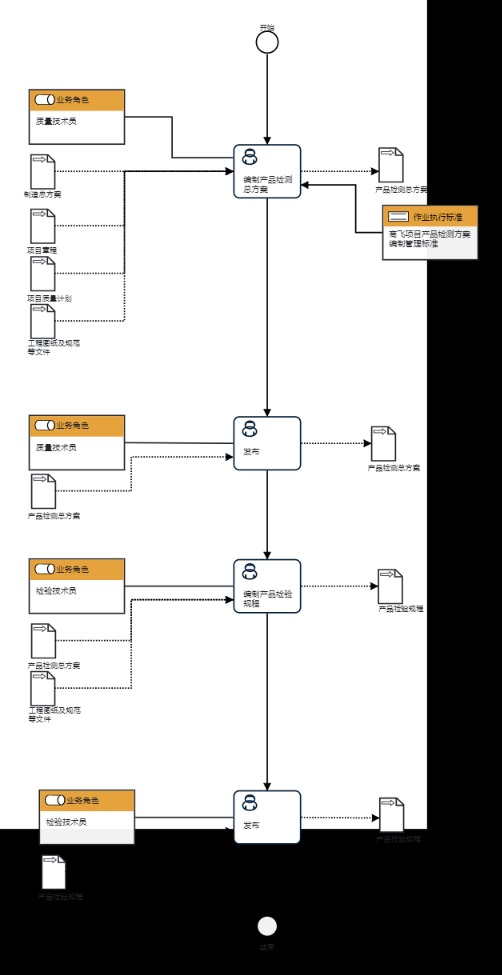 开始
业务角色
质量技术员
编制产品检测
总方案
制造总方案
产品检测总方案
作业执行标准
商飞项目产品检测方案
编制管理标准
项目章程
项目质量计划
工程图纸及规范
等文件
业务角色
质量技术员
发布
产品检测总方案
产品检测总方案
业务角色
检验技术员
编制产品检验
规程
产品检验规程
产品检测总方案
工程图纸及规范
等文件
业务角色
检验技术员
发布
产品检验规程
产品检验规程
结束